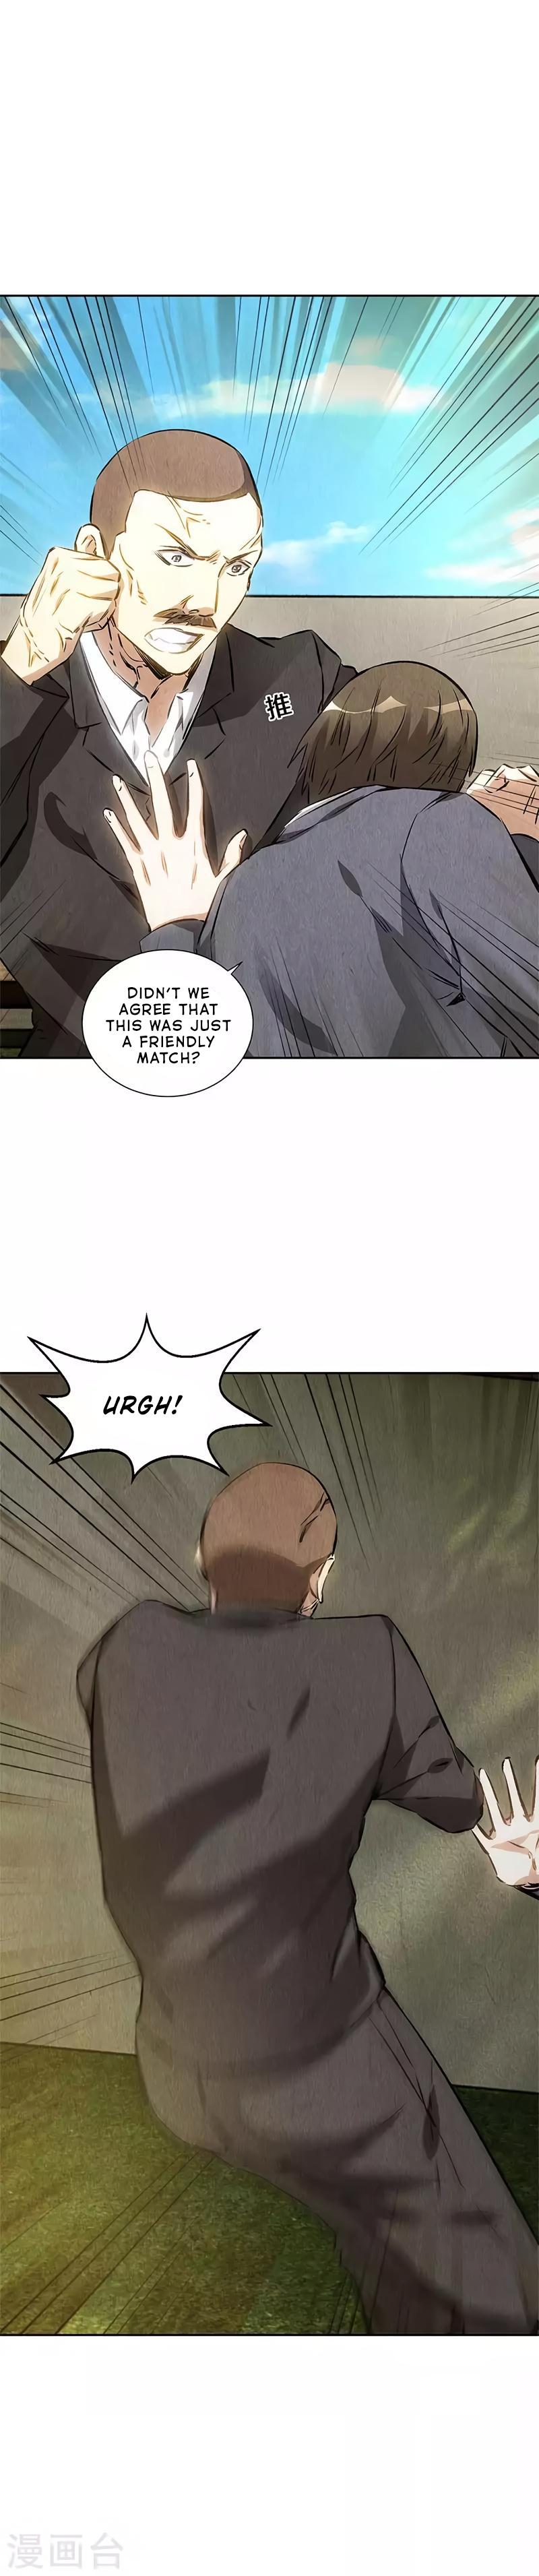 推
DIDN'T WE
AGREE THAT
THIS WAS JUST
A FRIENDLY
MATCH?
URGH!
漫画台